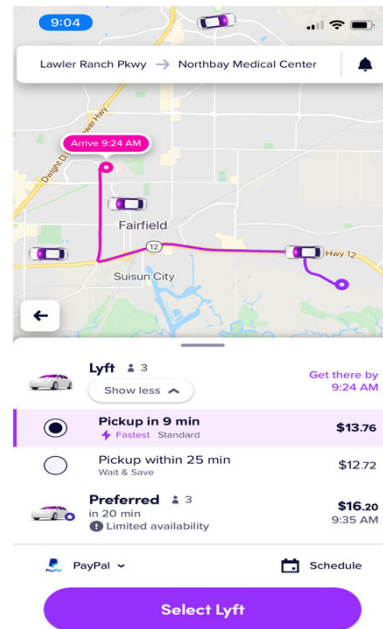 9:04
Lawler Ranch Pkwy → Northbay Medical Center
Arrive 9:24 AM
Fairfield
12
Hwy 12
Suisun City
Lyft 3
Get there by
9:24 AM
Show less
Pickup in 9 min
$13.76
Fastest Standard
Pickup within 25 min
$12.72
Wait & Save
Preferred 3
$16.20
in 20 min
9:35 AM
Limited availability
PayPal
PayPal
Schedule
Select Lyft